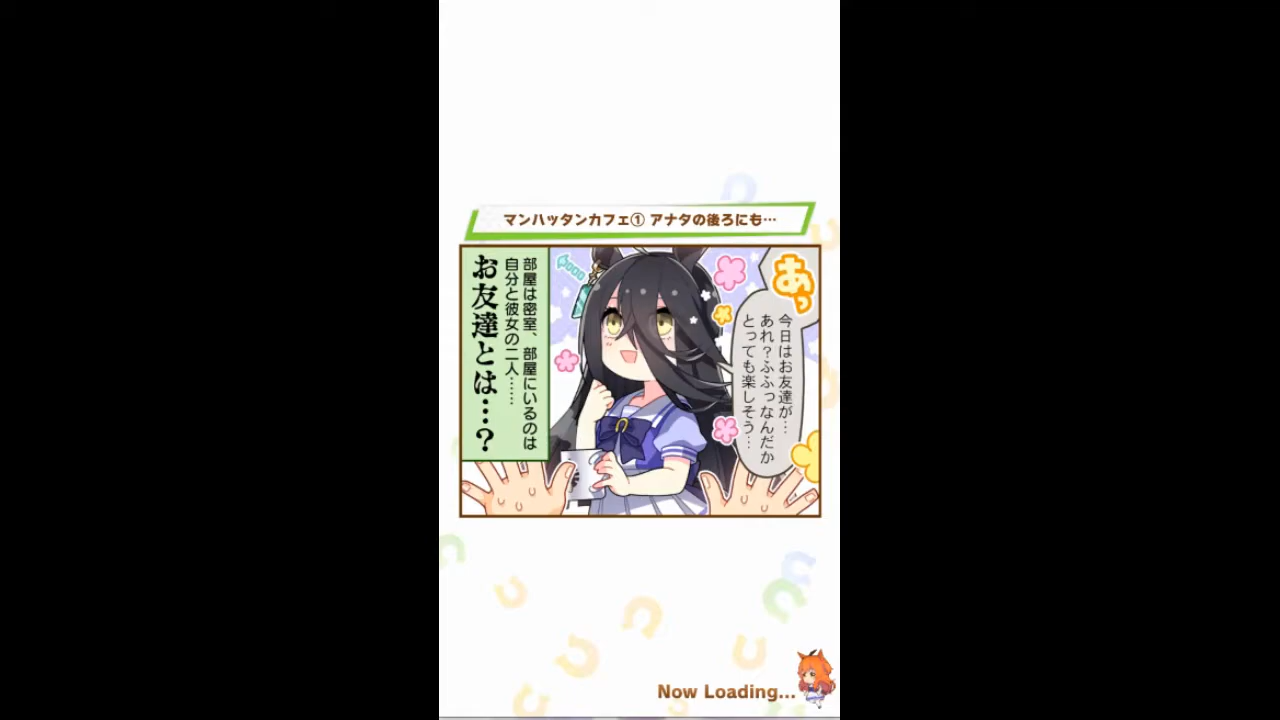 マンハッタンカフェ① アナタの後ろにも…
あっ
今日はお友達が…
あれ？ふふっなんだか
とっても楽しそう…
部屋は密室、部屋にいるのは
自分と彼女の二人……
お友達とは…？
Now Loading...